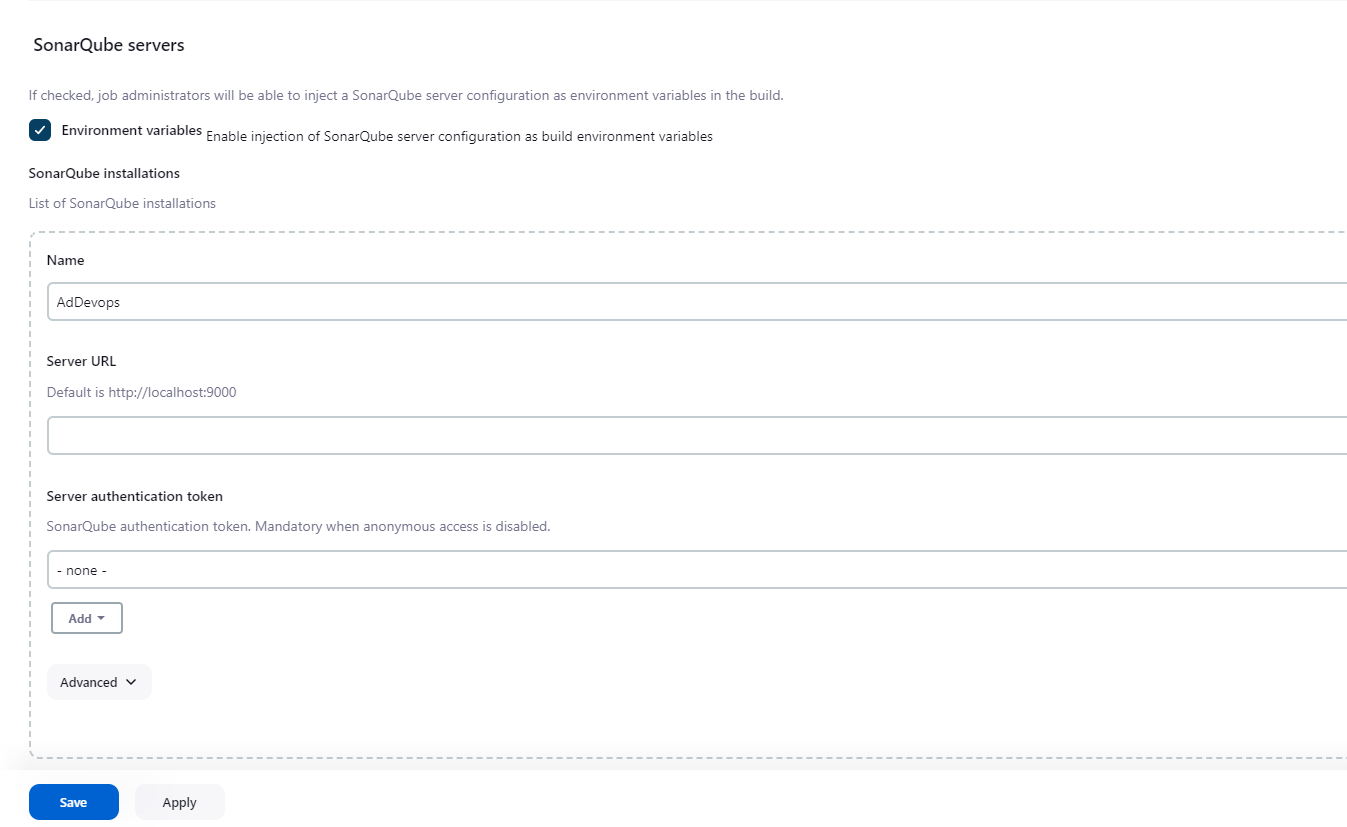 SonarQube servers
If checked, job administrators will be able to inject a SonarQube server configuration as environment variables in the build.
Environment variables Enable injection of SonarQube server configuration as build environment variables
SonarQube installations
List of SonarQube installations
Name
AdDevops
Server URL
Default is http://localhost:9000
Server authentication token
SonarQube authentication token. Mandatory when anonymous access is disabled.
- none -
Add
Advanced
Save Apply